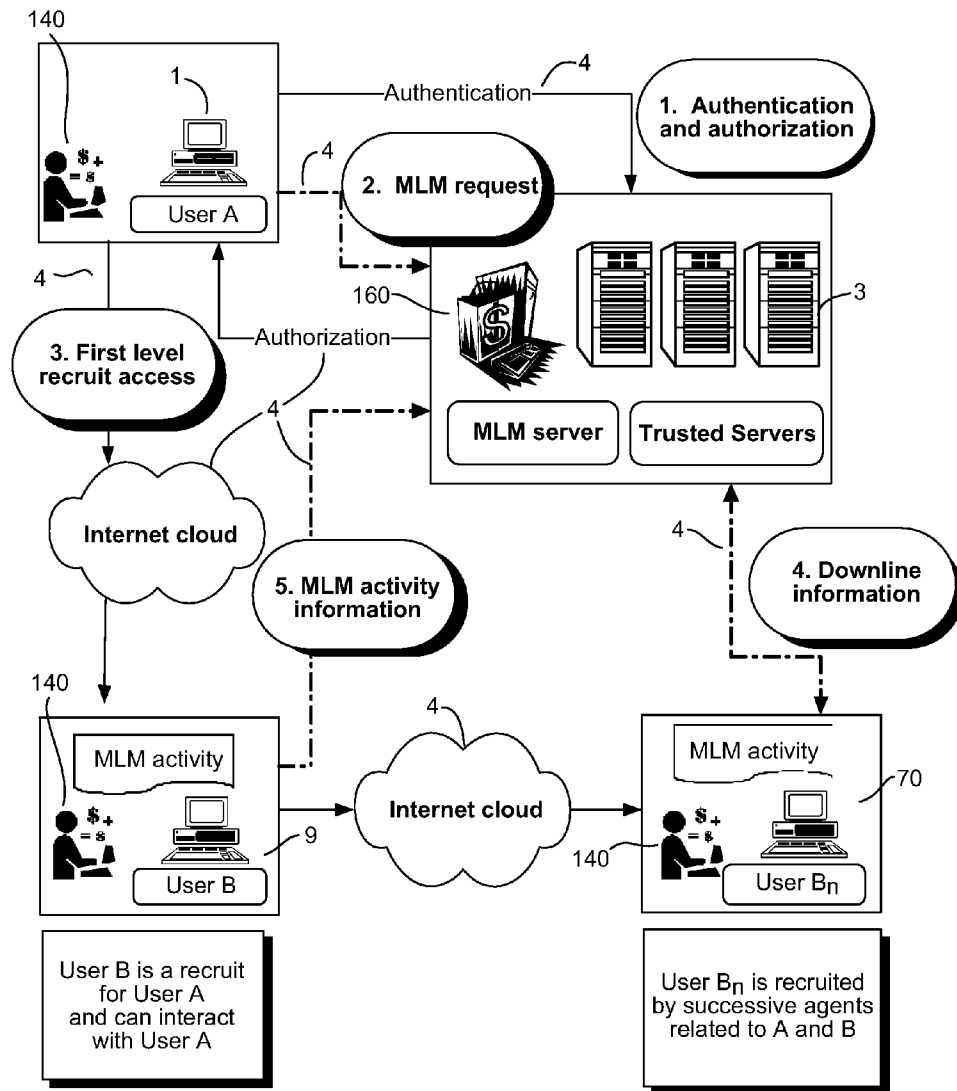 140
1
4
Authentication
1. Authentication
and authorization
$ +
= $
User A
4
2. MLM request
4
160
$
3
3. First level
recruit access
Authorization
MLM server
Trusted Servers
4
Internet cloud
4
5. MLM activity
information
4. Downline
information
140
MLM activity
$ +
= $
9
User B
4
Internet cloud
MLM activity
70
$ +
= $
140
User Bn
User B is a recruit
for User A
and can interact
with User A
User Bn is recruited
by successive agents
related to A and B